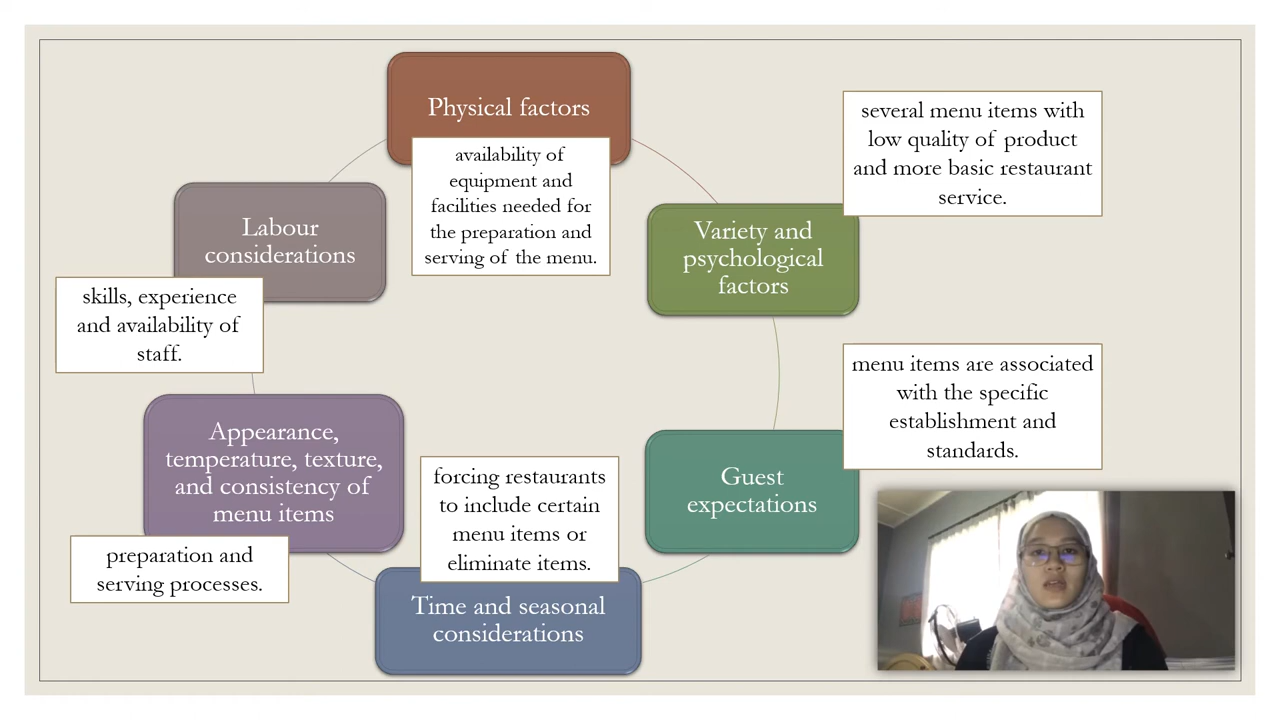 Physical factors
availability of
equipment and
facilities needed for
the preparation and
serving of the menu.
several menu items with
low quality of product
and more basic restaurant
service.
Variety and
psychological
factors
menu items are associated
with the specific
establishment and
standards.
Guest
expectations
forcing restaurants
to include certain
menu items or
eliminate items.
Time and seasonal
considerations
Appearance,
temperature, texture,
and consistency of
menu items
preparation and
serving processes.
Labour
considerations
skills, experience
and availability of
staff.